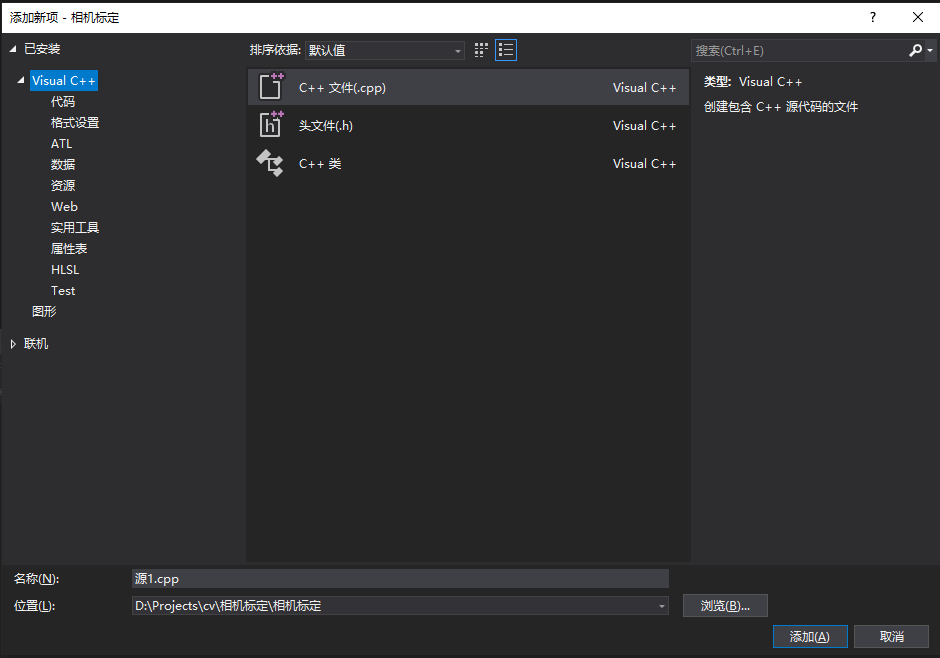 添加新项 - 相机标定
?
已安装
排序依据: 默认值
搜索(Ctrl+E)
Visual C++
代码
格式设置
ATL
数据
资源
Web
实用工具
属性表
HLSL
Test
图形
联机
C++ 文件(.cpp) Visual C++
头文件(.h) Visual C++
C++ 类 Visual C++
类型: Visual C++
创建包含 C++ 源代码的文件
名称(N): 源1.cpp
位置(L): D:\Projects\cv\相机标定\相机标定 浏览(B)...
添加(A) 取消